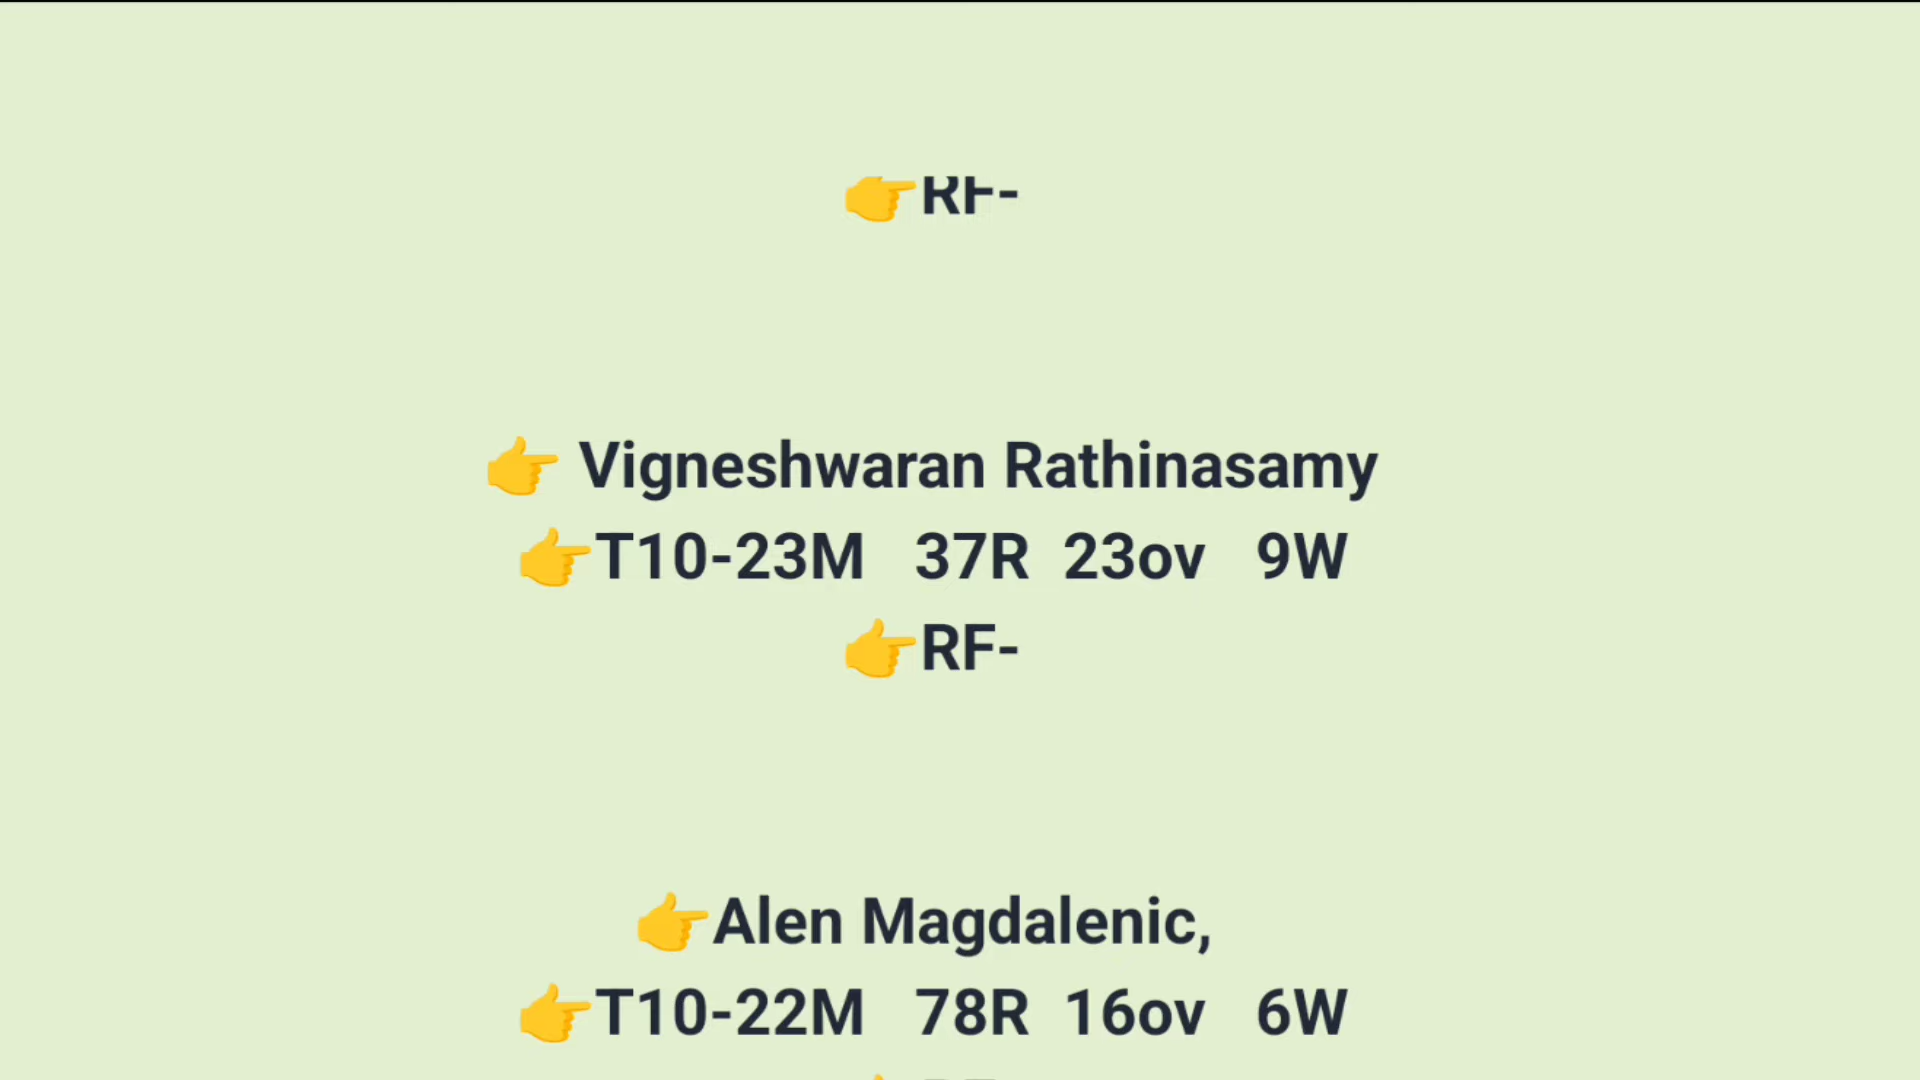 👉RF-
👉 Vigneshwaran Rathinasamy
👉T10-23M 37R 23ov 9W
👉RF-
👉Alen Magdalenic,
👉T10-22M 78R 16ov 6W